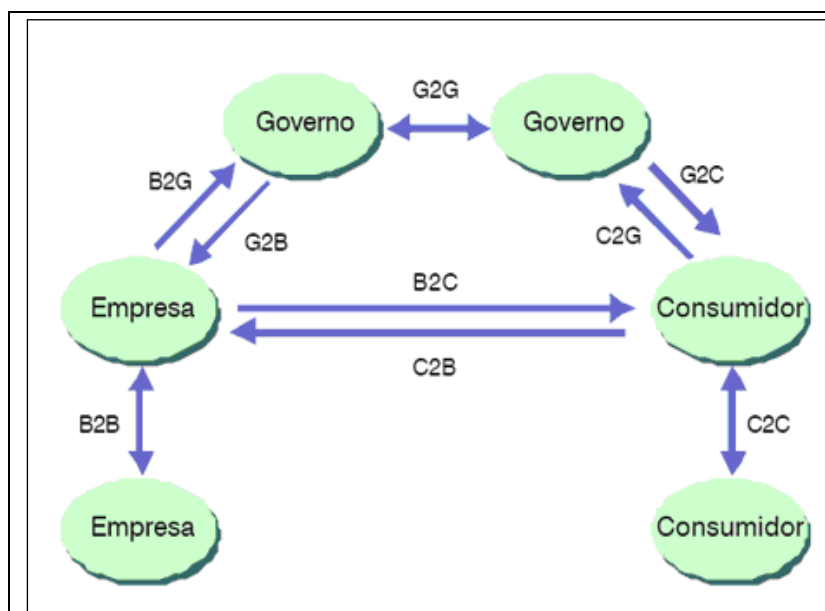 G2G
Governo
Governo
B2G
G2C
G2B
C2G
B2C
Empresa
Consumidor
C2B
B2B
C2C
Empresa
Consumidor